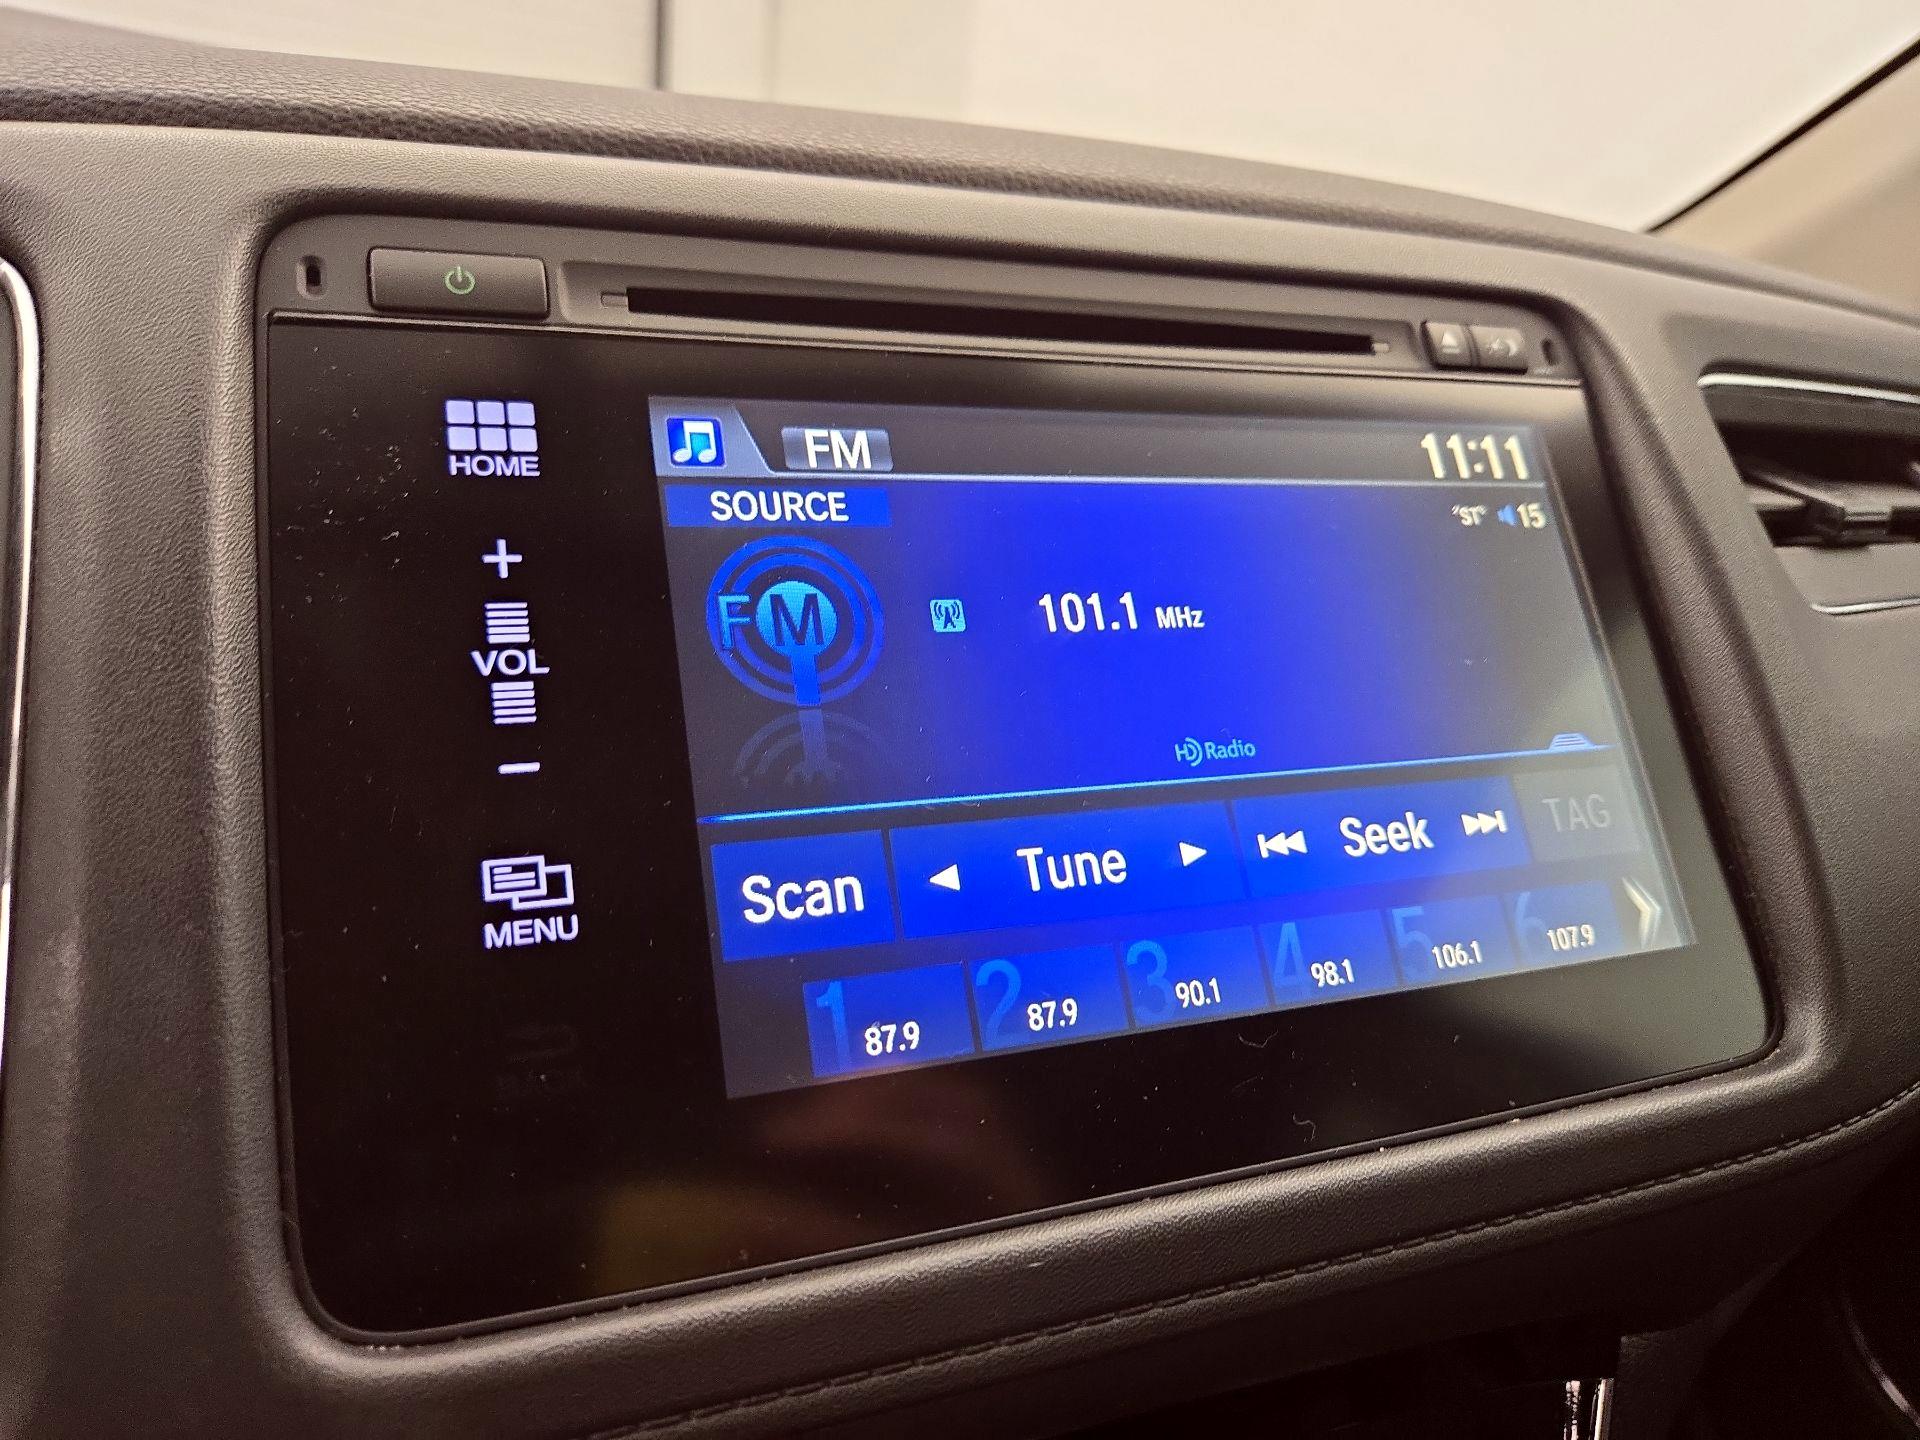 HOME
+
VOL
−
MENU
FM
11:11
SOURCE
"ST" 15
FM
101.1 MHz
HD Radio
Scan
Tune
Seek
TAG
1 87.9
2 87.9
3 90.1
4 98.1
5 106.1
6 107.9